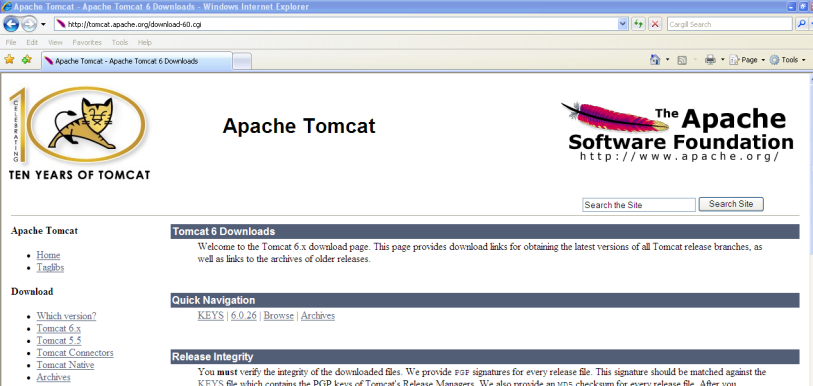 Apache Tomcat - Apache Tomcat 6 Downloads - Windows Internet Explorer
http://tomcat.apache.org/download-60.cgi
Cargill Search
File Edit View Favorites Tools Help
Apache Tomcat - Apache Tomcat 6 Downloads
Page Tools
10
CELEBRATING
TEN YEARS OF TOMCAT
Apache Tomcat
The Apache
Software Foundation
http://www.apache.org/
Search the Site Search Site
Apache Tomcat
Home
Taglibs
Download
Which version?
Tomcat 6.x
Tomcat 5.5
Tomcat Connectors
Tomcat Native
Archives
Tomcat 6 Downloads
Welcome to the Tomcat 6.x download page. This page provides download links for obtaining the latest versions of all Tomcat release branches, as
well as links to the archives of older releases.
Quick Navigation
KEYS | 6.0.26 | Browse | Archives
Release Integrity
You must verify the integrity of the downloaded files. We provide PGP signatures for every release file. This signature should be matched against the
KEYS file which contains the PGP keys of Tomcat's Release Managers. We also provide an MD5 checksum for every release file. After you